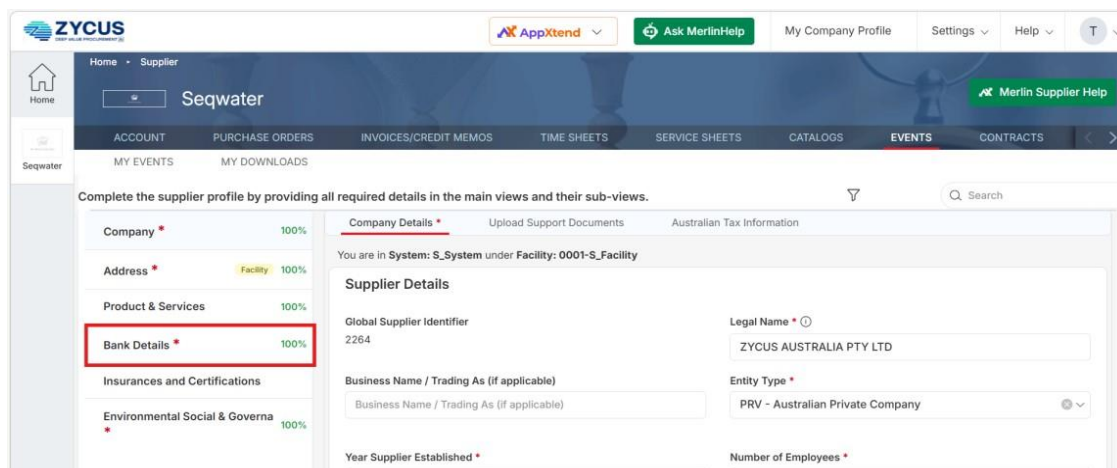 ZYCUS
DEEP VALUE PROCUREMENT
AppXtend
Ask MerlinHelp
My Company Profile
Settings
Help
T
Home
Seqwater
Home - Supplier
Seqwater
Merlin Supplier Help
ACCOUNT PURCHASE ORDERS INVOICES/CREDIT MEMOS TIME SHEETS SERVICE SHEETS CATALOGS EVENTS CONTRACTS
MY EVENTS MY DOWNLOADS
Complete the supplier profile by providing all required details in the main views and their sub-views.
Search
Company * 100%
Address * Facility 100%
Product & Services 100%
Bank Details * 100%
Insurances and Certifications
Environmental Social & Governa * 100%
Company Details * Upload Support Documents Australian Tax Information
You are in System: S_System under Facility: 0001-S_Facility
Supplier Details
Global Supplier Identifier
2264
Legal Name *
ZYCUS AUSTRALIA PTY LTD
Business Name / Trading As (if applicable)
Business Name / Trading As (if applicable)
Entity Type *
PRV - Australian Private Company
Year Supplier Established *
Number of Employees *